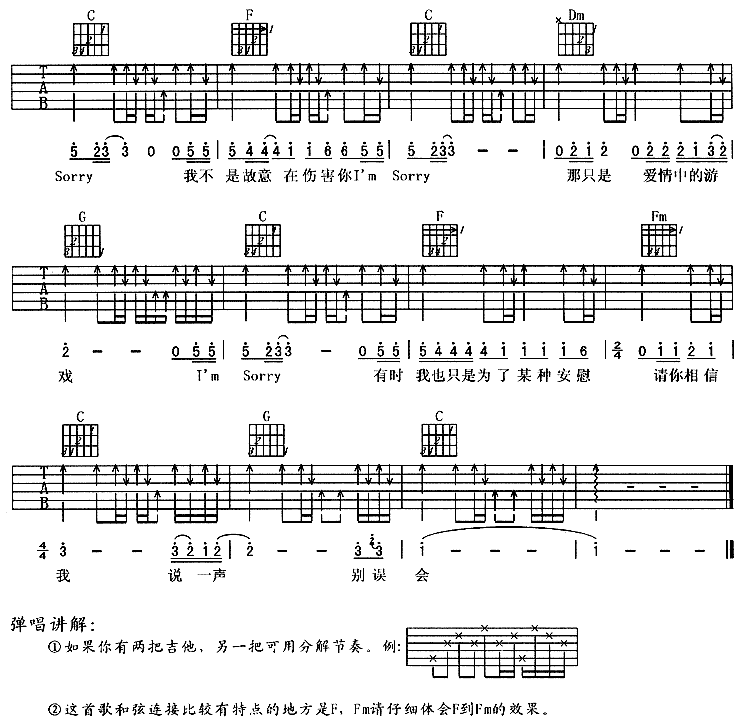 C F C Dm
T A B
5 23 3 0 0 5 5 | 5 4 4 4 1 1 6 6 5 5 | 5 23 3 - - | 0 2 1 2 0 2 2 2 1 3 2
Sorry 我不 是故意 在伤害你I'm Sorry 那只是 爱情中的游
G C F Fm
T A B
2 - - 0 5 5 | 5 23 3 - 0 5 5 | 5 4 4 4 4 1 1 1 1 6 | 2/4 0 1 1 2 1
戏 I'm Sorry 有时 我也只是为了某种安慰 请你相信
C G C
T A B
4/4 3 - - 3 2 1 2 | 2 - - 3 3 | 1 - - - | 1 - - -
我 说一声 别误 会
弹唱讲解:
①如果你有两把吉他，另一把可用分解节奏。例:
②这首歌和弦连接比较有特点的地方是F，Fm请仔细体会F到Fm的效果。